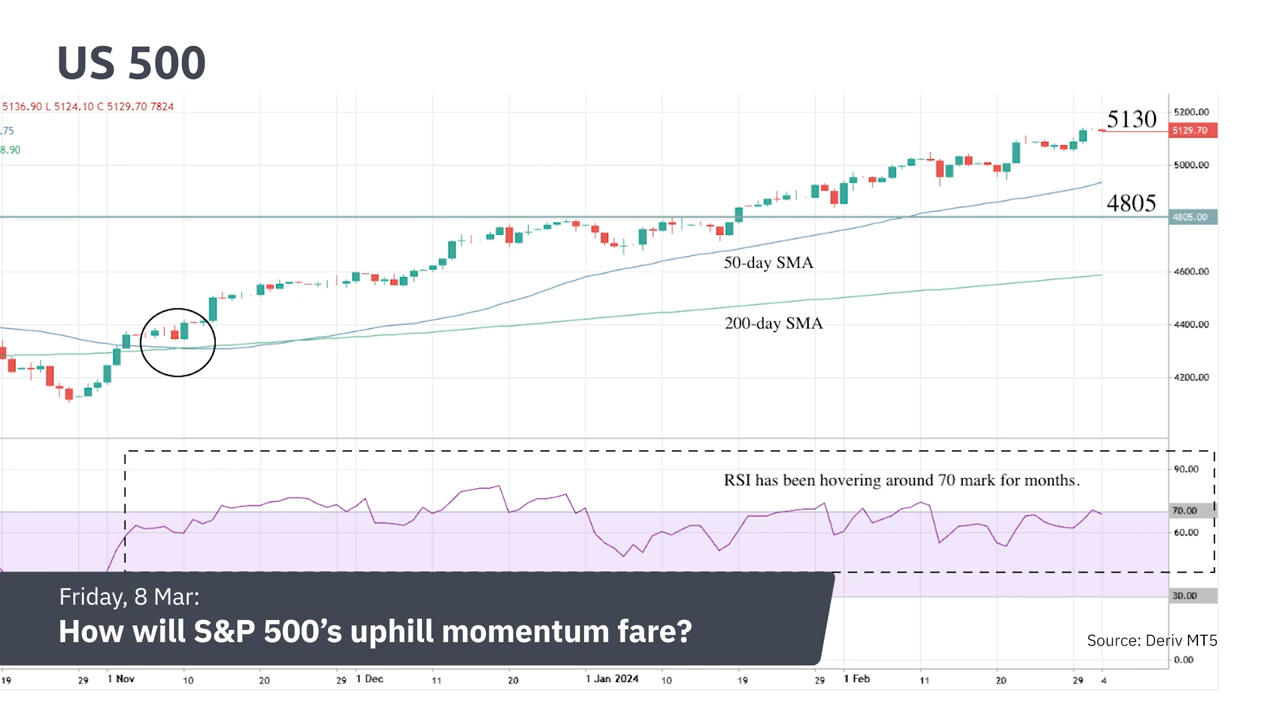 US 500
5136.90 L 5124.10 C 5129.70 7824
.75
8.90
5200.00
5130
5129.70
5000.00
4805
4805.00
50-day SMA
4600.00
200-day SMA
4400.00
4200.00
90.00
RSI has been hovering around 70 mark for months.
70.00
60.00
30.00
Friday, 8 Mar:
How will S&P 500’s uphill momentum fare?
Source: Deriv MT5
0.00
19 29 1 Nov 10 20 29 1 Dec 11 20 1 Jan 2024 10 19 29 1 Feb 11 20 29 4